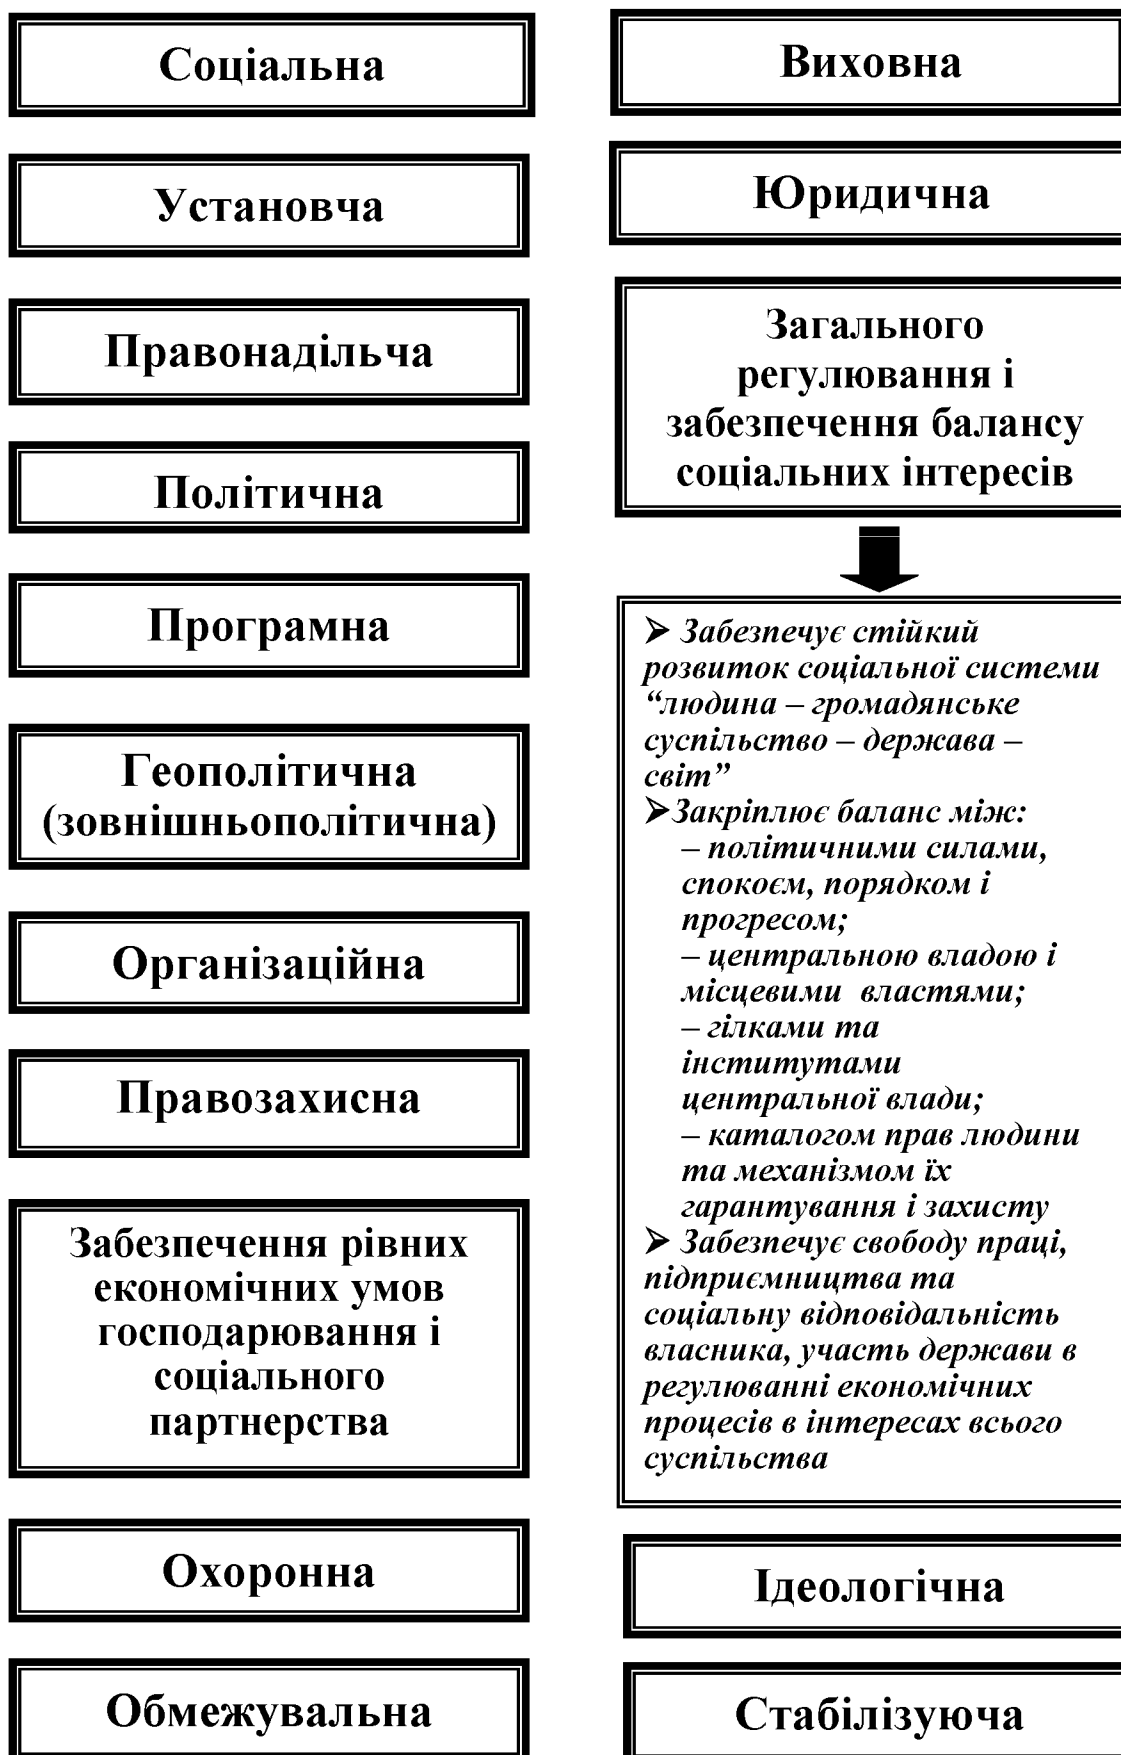 Соціальна
Установча
Правонадільча
Політична
Програмна
Геополітична
(зовнішньополітична)
Організаційна
Правозахисна
Забезпечення рівних
економічних умов
господарювання і
соціального
партнерства
Охоронна
Обмежувальна
Виховна
Юридична
Загального
регулювання і
забезпечення балансу
соціальних інтересів
➢ Забезпечує стійкий
розвиток соціальної системи
“людина – громадянське
суспільство – держава –
світ”
➢Закріплює баланс між:
– політичними силами,
спокоєм, порядком і
прогресом;
– центральною владою і
місцевими властями;
– гілками та
інститутами
центральної влади;
– каталогом прав людини
та механізмом їх
гарантування і захисту
➢ Забезпечує свободу праці,
підприємництва та
соціальну відповідальність
власника, участь держави в
регулюванні економічних
процесів в інтересах всього
суспільства
Ідеологічна
Стабілізуюча